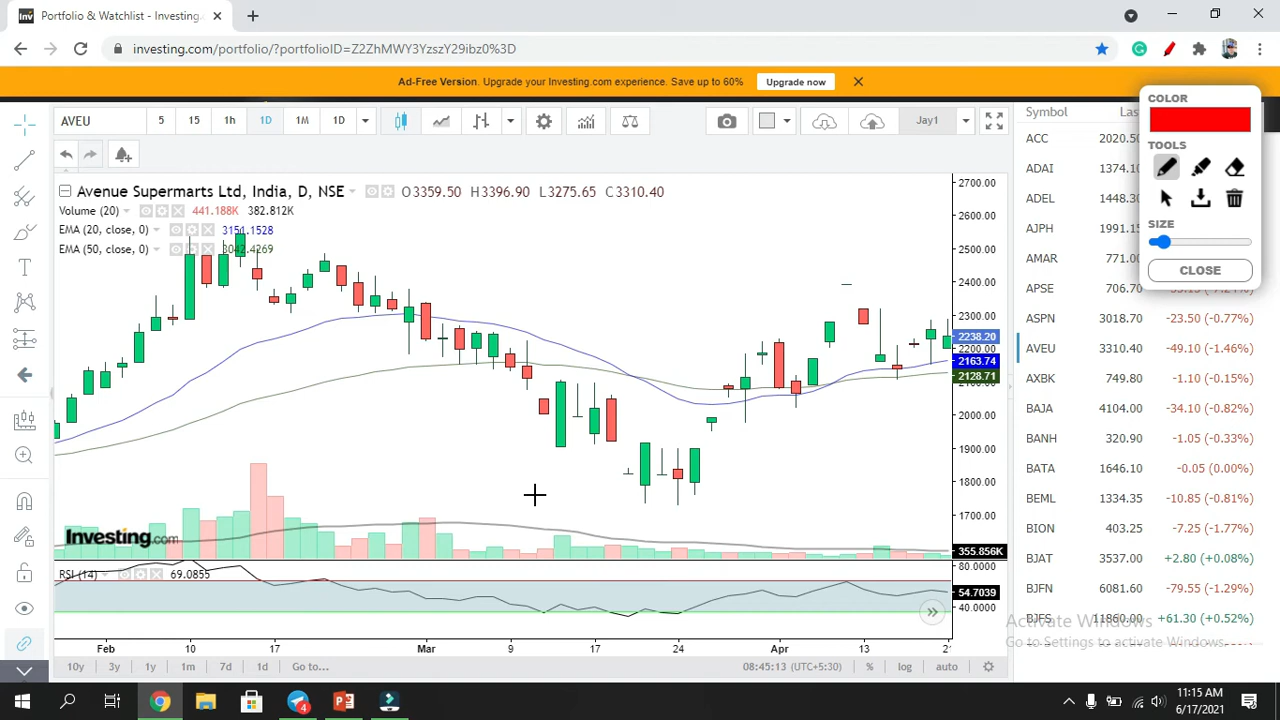 Portfolio & Watchlist - Investing
investing.com/portfolio/?portfolioID=Z2ZhMWY3YzszY29ibz0%3D
Ad-Free Version. Upgrade your Investing.com experience. Save up to 60% Upgrade now
COLOR
TOOLS
SIZE
CLOSE
AVEU 5 15 1h 1D 1M 1D Jay1
Avenue Supermarts Ltd, India, D, NSE O3359.50 H3396.90 L3275.65 C3310.40
Volume (20) 441.188K 382.812K
EMA (20, close, 0) 3151.1528
EMA (50, close, 0) 3042.4269
2700.00
2600.00
2500.00
2400.00
2300.00
2238.20
2200.00
2163.74
2128.71
2100.00
2000.00
1900.00
1800.00
1700.00
355.856K
Investing.com
RSI (14) 69.0855
80.0000
54.7039
40.0000
Feb 10 17 Mar 9 17 24 Apr 13
10y 3y 1y 1m 7d 1d Go to... 08:45:13 (UTC+5:30) % log auto
Symbol
ACC 2020.50
ADAI 1374.10
ADEL 1448.30
AJPH 1991.15
AMAR 771.00
APSE 706.70 -55.15 (-7.24%)
ASPN 3018.70 -23.50 (-0.77%)
AVEU 3310.40 -49.10 (-1.46%)
AXBK 749.80 -1.10 (-0.15%)
BAJA 4104.00 -34.10 (-0.82%)
BANH 320.90 -1.05 (-0.33%)
BATA 1646.10 -0.05 (0.00%)
BEML 1334.35 -10.85 (-0.81%)
BION 403.25 -7.25 (-1.77%)
BJAT 3537.00 +2.80 (+0.08%)
BJFN 6081.60 -79.55 (-1.29%)
BJFS 11860.00 +61.30 (+0.52%)
Activate Windows
Go to Settings to activate Windows.
11:15 AM
6/17/2021